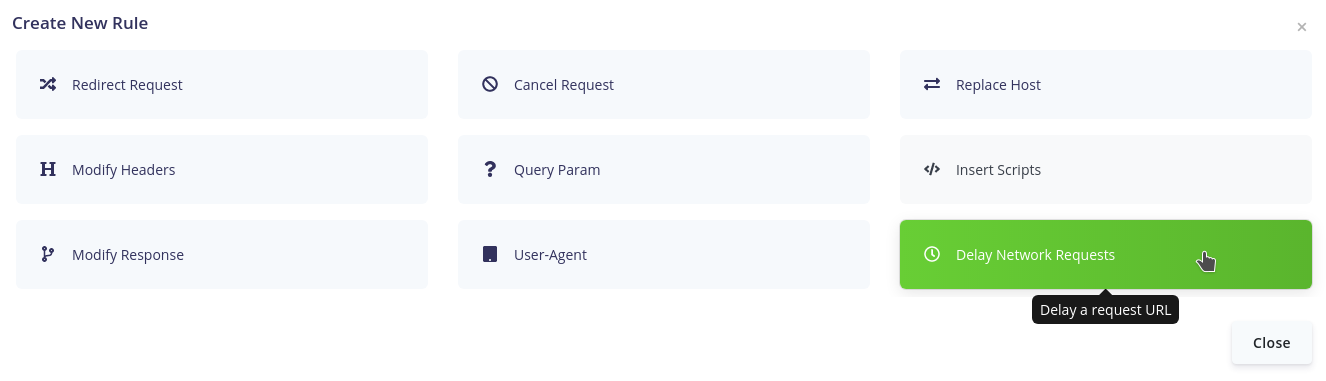 Create New Rule
×
Redirect Request
Cancel Request
Replace Host
Modify Headers
Query Param
Insert Scripts
Modify Response
User-Agent
Delay Network Requests
Delay a request URL
Close